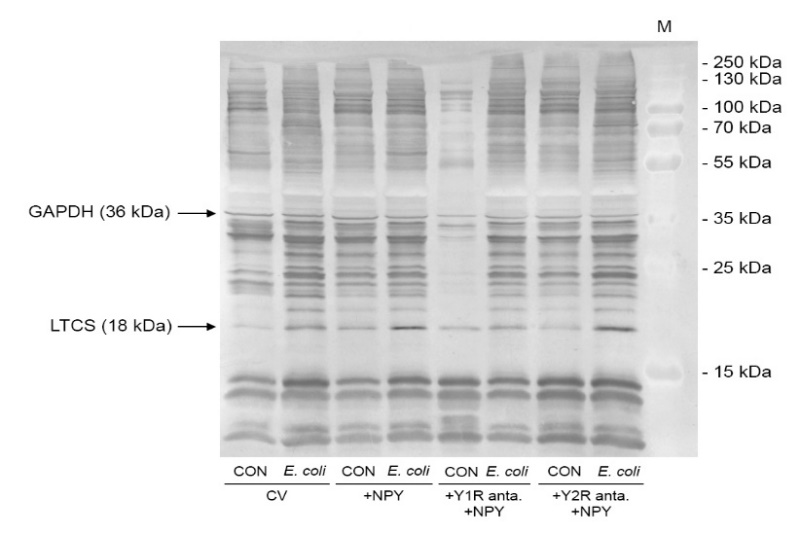 M
- 250 kDa
- 130 kDa
- 100 kDa
- 70 kDa
- 55 kDa
GAPDH (36 kDa)
- 35 kDa
- 25 kDa
LTCS (18 kDa)
- 15 kDa
CON E. coli CON E. coli CON E. coli CON E. coli
CV +NPY +Y1R anta. +Y2R anta.
+NPY +NPY